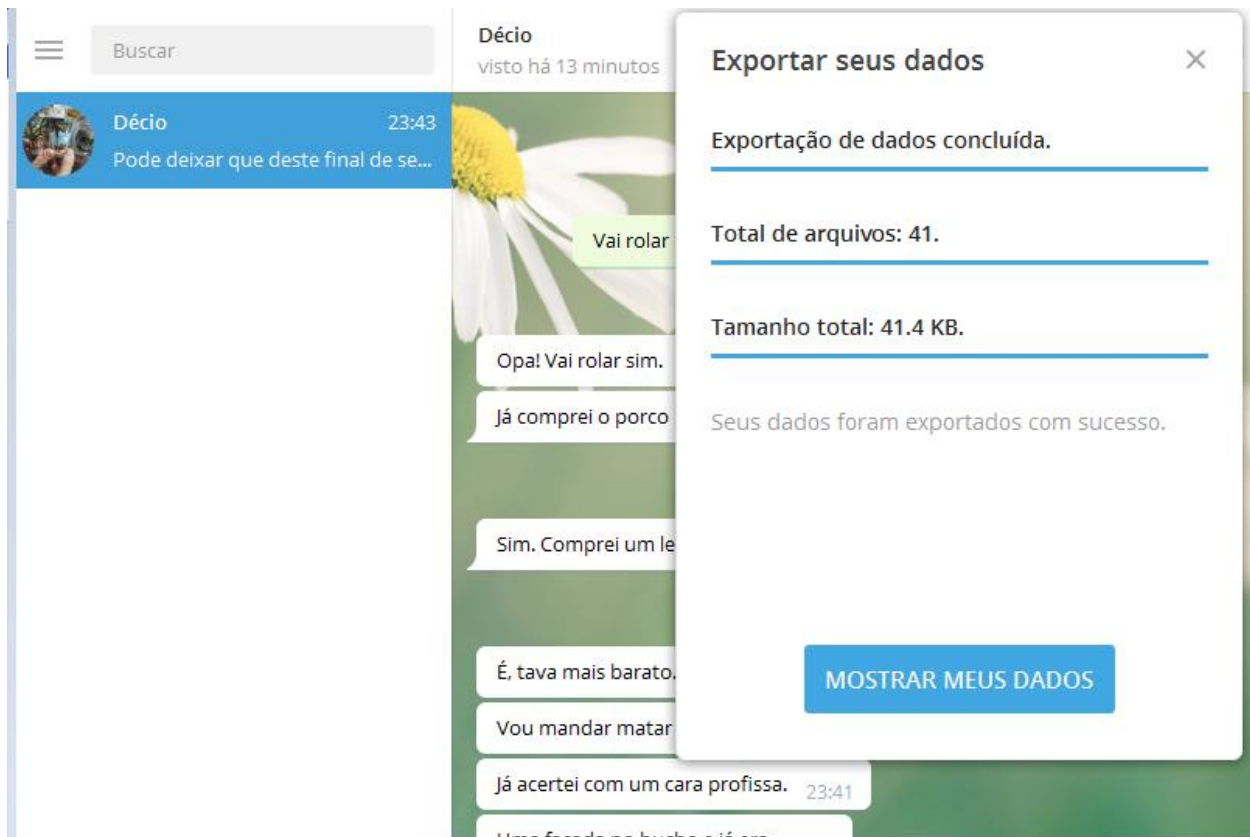 Buscar
Décio
23:43
Pode deixar que deste final de se...
Décio
visto há 13 minutos
Vai rolar
Opa! Vai rolar sim.
Já comprei o porco
Sim. Comprei um le
É, tava mais barato.
Vou mandar matar
Já acertei com um cara profissa. 23:41
Exportar seus dados
Exportação de dados concluída.
Total de arquivos: 41.
Tamanho total: 41.4 KB.
Seus dados foram exportados com sucesso.
MOSTRAR MEUS DADOS